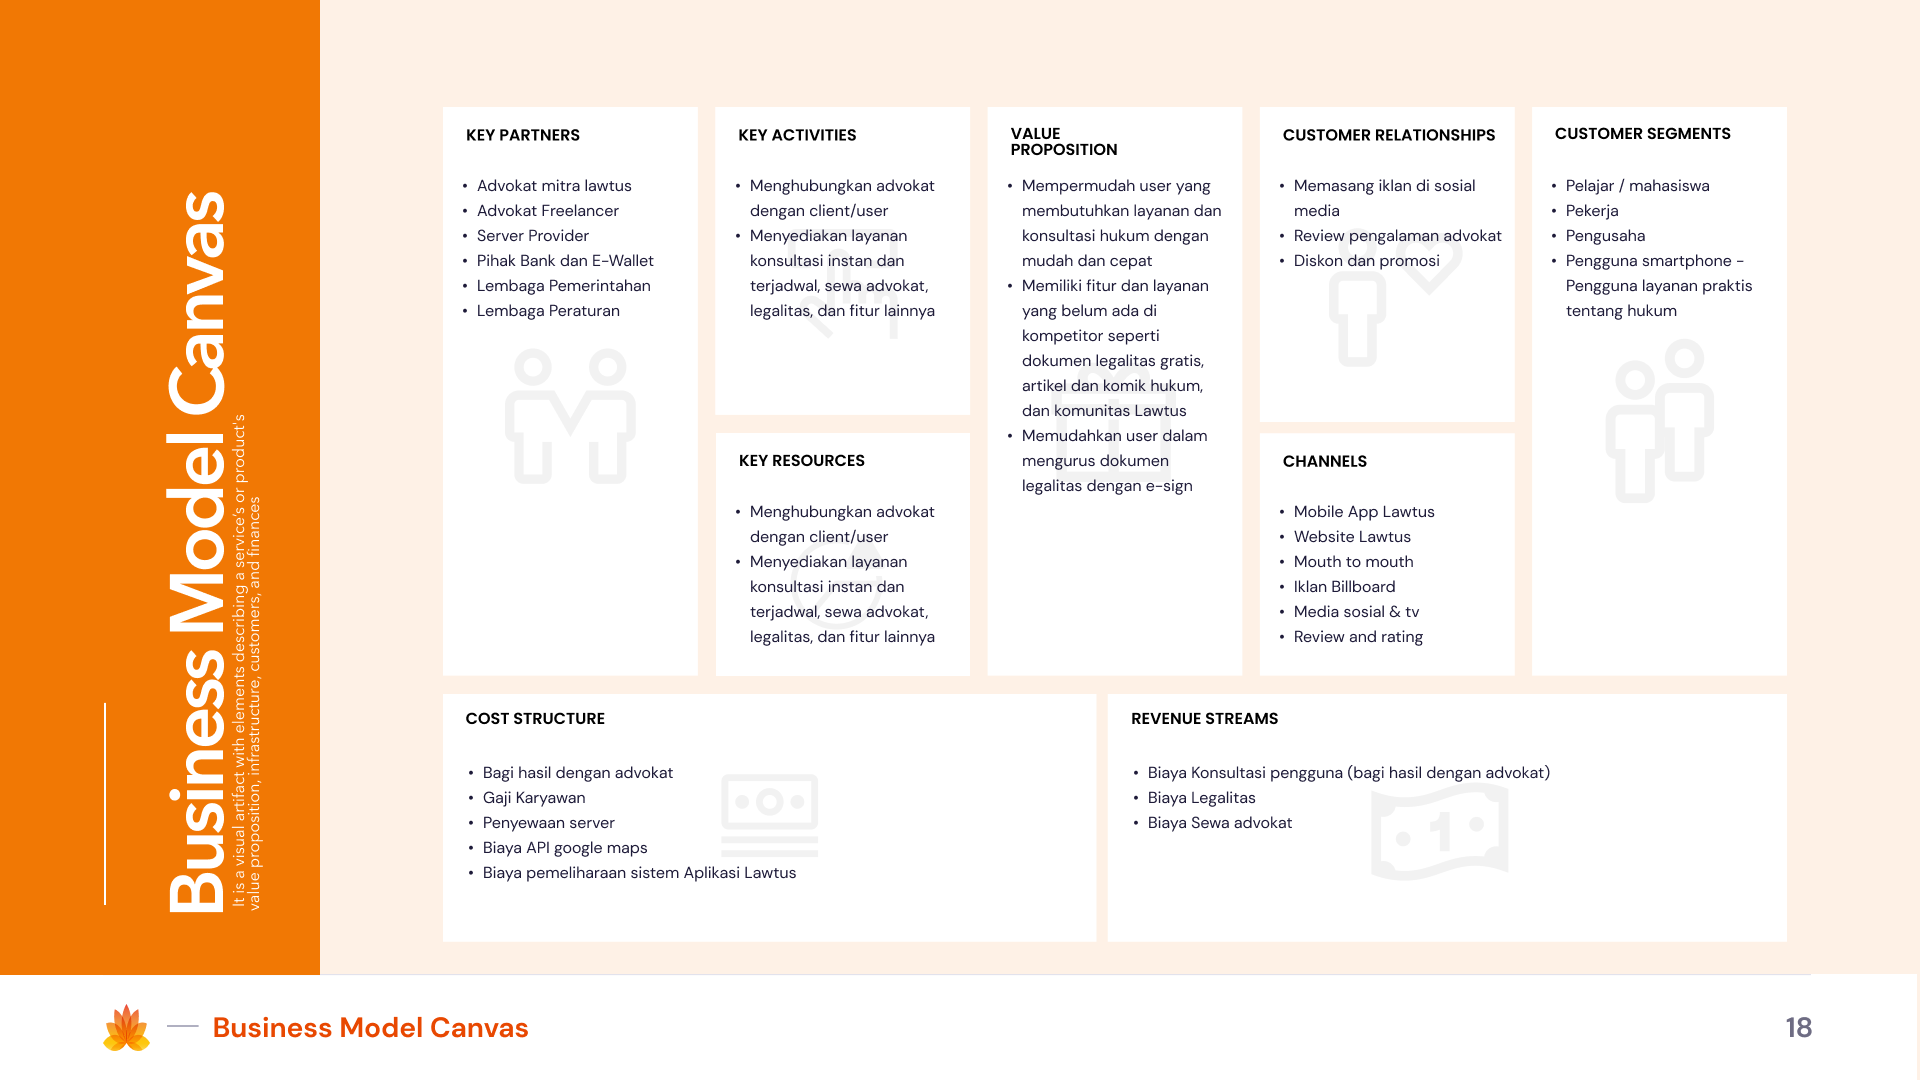 Business Model Canvas
It is a visual artifact with elements describing a service's or product's
value proposition, infrastructure, customers, and finances
KEY PARTNERS
• Advokat mitra lawtus
• Advokat Freelancer
• Server Provider
• Pihak Bank dan E-Wallet
• Lembaga Pemerintahan
• Lembaga Peraturan
KEY ACTIVITIES
• Menghubungkan advokat
dengan client/user
• Menyediakan layanan
konsultasi instan dan
terjadwal, sewa advokat,
legalitas, dan fitur lainnya
KEY RESOURCES
• Menghubungkan advokat
dengan client/user
• Menyediakan layanan
konsultasi instan dan
terjadwal, sewa advokat,
legalitas, dan fitur lainnya
VALUE
PROPOSITION
• Mempermudah user yang
membutuhkan layanan dan
konsultasi hukum dengan
mudah dan cepat
• Memiliki fitur dan layanan
yang belum ada di
kompetitor seperti
dokumen legalitas gratis,
artikel dan komik hukum,
dan komunitas Lawtus
• Memudahkan user dalam
mengurus dokumen
legalitas dengan e-sign
CUSTOMER RELATIONSHIPS
• Memasang iklan di sosial
media
• Review pengalaman advokat
• Diskon dan promosi
CHANNELS
• Mobile App Lawtus
• Website Lawtus
• Mouth to mouth
• Iklan Billboard
• Media sosial & tv
• Review and rating
CUSTOMER SEGMENTS
• Pelajar / mahasiswa
• Pekerja
• Pengusaha
• Pengguna smartphone -
Pengguna layanan praktis
tentang hukum
COST STRUCTURE
• Bagi hasil dengan advokat
• Gaji Karyawan
• Penyewaan server
• Biaya API google maps
• Biaya pemeliharaan sistem Aplikasi Lawtus
REVENUE STREAMS
• Biaya Konsultasi pengguna (bagi hasil dengan advokat)
• Biaya Legalitas
• Biaya Sewa advokat
1
Business Model Canvas
18